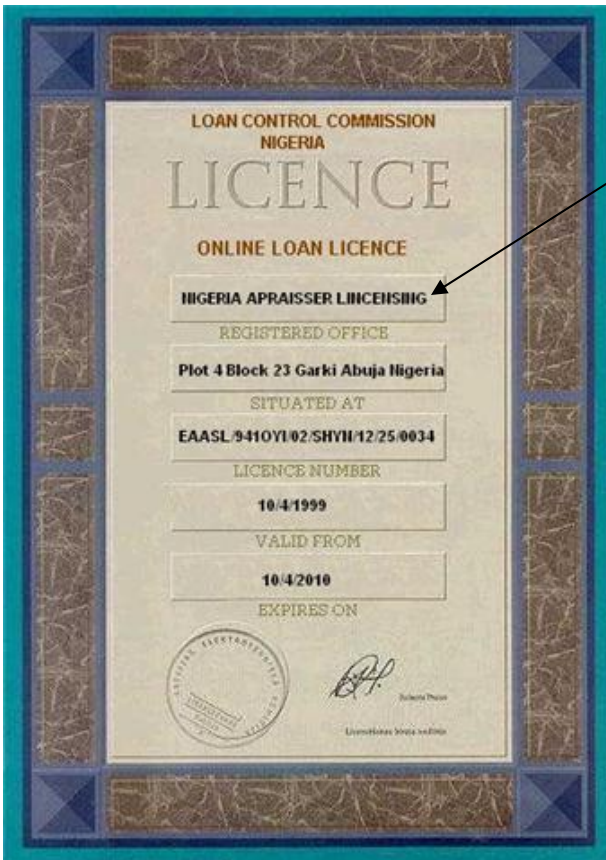 LOAN CONTROL COMMISSION
NIGERIA
LICENCE
ONLINE LOAN LICENCE
NIGERIA APRAISSER LINCENSING
REGISTERED OFFICE
Plot 4 Block 23 Garki Abuja Nigeria
SITUATED AT
EAASL/941OYI/02/SHYN/12/25/0034
LICENCE NUMBER
10/4/1999
VALID FROM
10/4/2010
EXPIRES ON